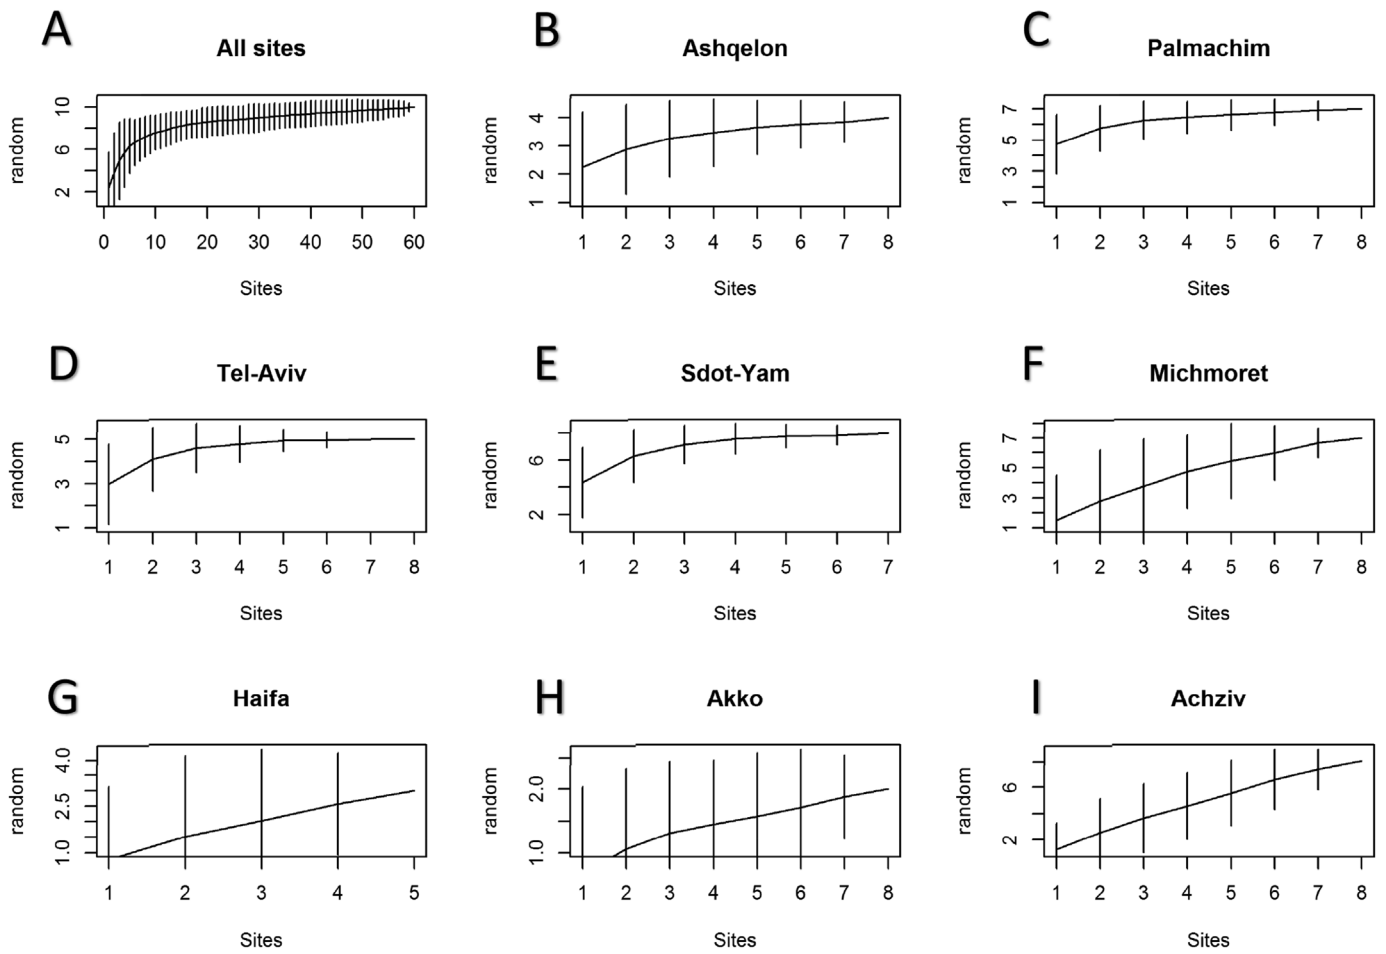 A
All sites
random
10
6
2
0 10 20 30 40 50 60
Sites
B
Ashqelon
random
4
3
2
1
1 2 3 4 5 6 7 8
Sites
C
Palmachim
random
7
5
3
1
1 2 3 4 5 6 7 8
Sites
D
Tel-Aviv
random
5
3
1
1 2 3 4 5 6 7 8
Sites
E
Sdot-Yam
random
6
2
1 2 3 4 5 6 7
Sites
F
Michmoret
random
7
5
3
1
1 2 3 4 5 6 7 8
Sites
G
Haifa
random
4.0
2.5
1.0
1 2 3 4 5
Sites
H
Akko
random
2.0
1.0
1 2 3 4 5 6 7 8
Sites
I
Achziv
random
6
2
1 2 3 4 5 6 7 8
Sites